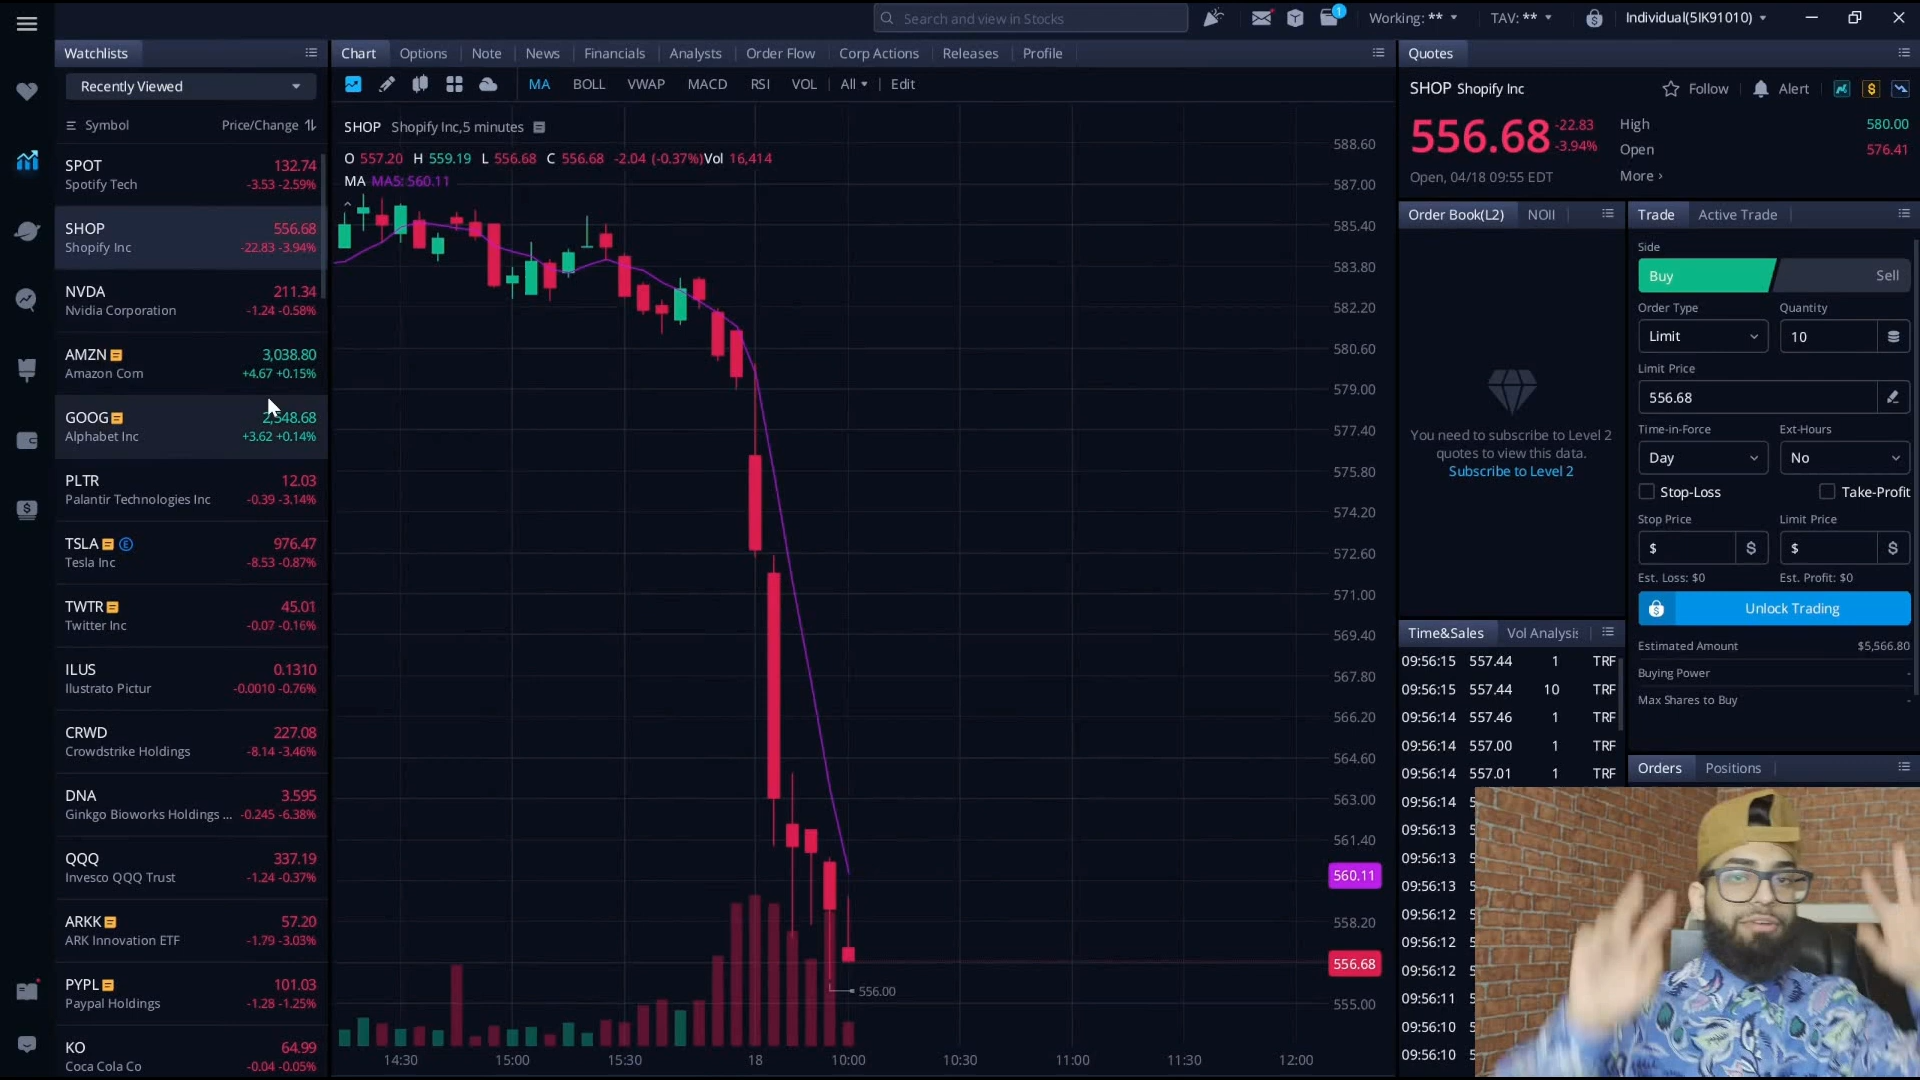 Search and view in Stocks
1
Working: **
TAV: **
Individual(5IK91010)
Watchlists
Recently Viewed
Symbol
Price/Change
SPOT 132.74
Spotify Tech -3.53 -2.59%
SHOP 556.68
Shopify Inc -22.83 -3.94%
NVDA 211.34
Nvidia Corporation -1.24 -0.58%
AMZN 3,038.80
Amazon Com +4.67 +0.15%
GOOG 2,548.68
Alphabet Inc +3.62 +0.14%
PLTR 12.03
Palantir Technologies Inc -0.39 -3.14%
TSLA E 976.47
Tesla Inc -8.53 -0.87%
TWTR 45.01
Twitter Inc -0.07 -0.16%
ILUS 0.1310
Ilustrato Pictur -0.0010 -0.76%
CRWD 227.08
Crowdstrike Holdings -8.14 -3.46%
DNA 3.595
Ginkgo Bioworks Holdings ... -0.245 -6.38%
QQQ 337.19
Invesco QQQ Trust -1.24 -0.37%
ARKK 57.20
ARK Innovation ETF -1.79 -3.03%
PYPL 101.03
Paypal Holdings -1.28 -1.25%
KO 64.99
Coca Cola Co -0.04 -0.05%
Chart Options Note News Financials Analysts Order Flow Corp Actions Releases Profile
MA BOLL VWAP MACD RSI VOL All Edit
SHOP Shopify Inc,5 minutes
O 557.20 H 559.19 L 556.68 C 556.68 -2.04 (-0.37%)Vol 16,414
MA MA5: 560.11
588.60
587.00
585.40
583.80
582.20
580.60
579.00
577.40
575.80
574.20
572.60
571.00
569.40
567.80
566.20
564.60
563.00
561.40
560.11
558.20
556.68
555.00
556.00
14:30 15:00 15:30 18 10:00 10:30 11:00 11:30 12:00
Quotes
SHOP Shopify Inc
Follow
Alert
$
556.68
-22.83
-3.94%
High 580.00
Open 576.41
Open, 04/18 09:55 EDT
More ›
Order Book(L2) NOII
You need to subscribe to Level 2
quotes to view this data.
Subscribe to Level 2
Trade Active Trade
Side
Buy Sell
Order Type Quantity
Limit 10
Limit Price
556.68
Time-in-Force Ext-Hours
Day No
Stop-Loss Take-Profit
Stop Price Limit Price
$ $ $ $
Est. Loss: $0 Est. Profit: $0
Unlock Trading
Estimated Amount $5,566.80
Buying Power -
Max Shares to Buy -
Time&Sales Vol Analysis
09:56:15 557.44 1 TRF
09:56:15 557.44 10 TRF
09:56:14 557.46 1 TRF
09:56:14 557.00 1 TRF
09:56:14 557.01 1 TRF
09:56:14
09:56:13
09:56:13
09:56:13
09:56:12
09:56:12
09:56:12
09:56:11
09:56:10
09:56:10
Orders Positions